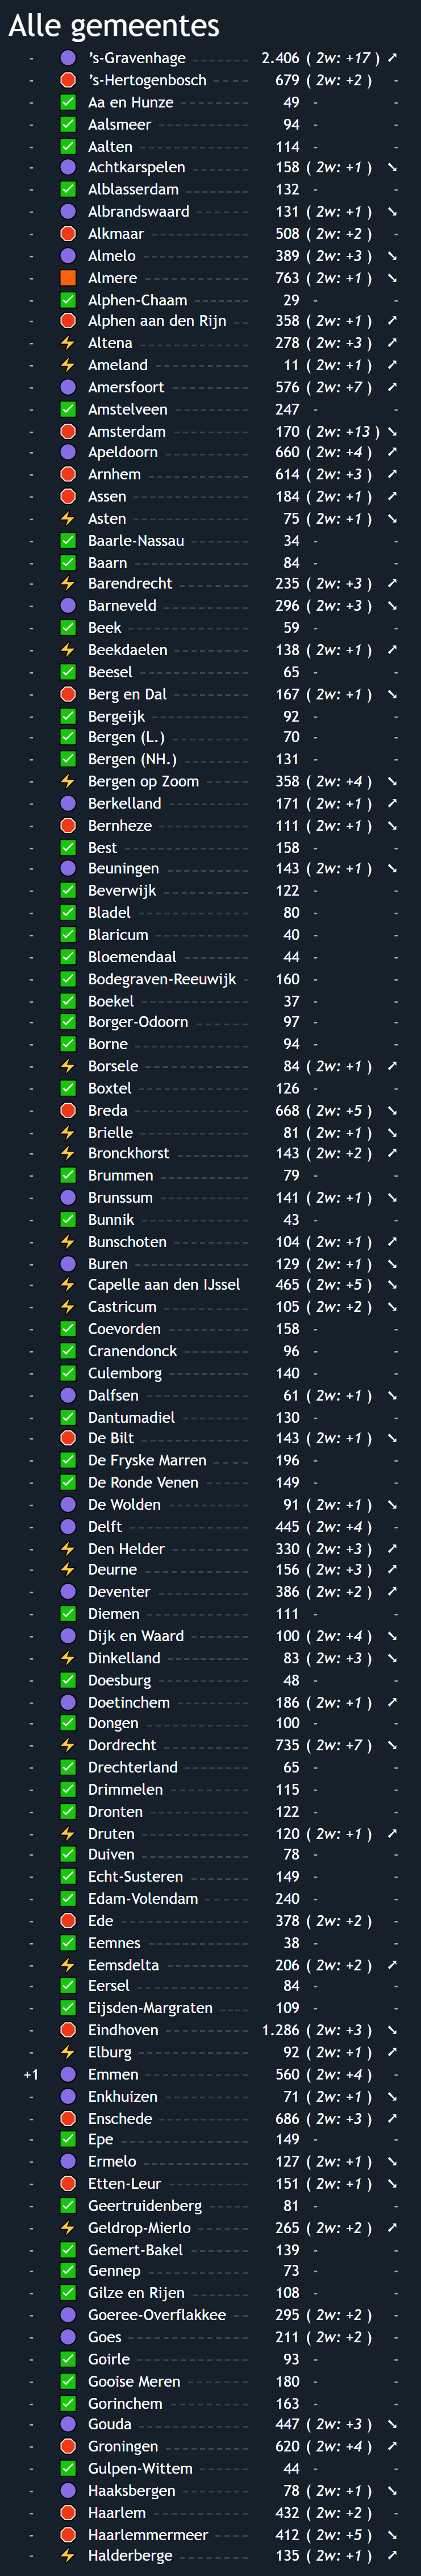 Alle gemeentes
- ’s-Gravenhage 2.406 ( 2w: +17 ) ➚
- ’s-Hertogenbosch 679 ( 2w: +2 ) -
- Aa en Hunze 49 - -
- Aalsmeer 94 - -
- Aalten 114 - -
- Achtkarspelen 158 ( 2w: +1 ) ➘
- Alblasserdam 132 - -
- Albrandswaard 131 ( 2w: +1 ) ➘
- Alkmaar 508 ( 2w: +2 ) -
- Almelo 389 ( 2w: +3 ) ➘
- Almere 763 ( 2w: +1 ) ➘
- Alphen-Chaam 29 - -
- Alphen aan den Rijn 358 ( 2w: +1 ) ➚
- Altena 278 ( 2w: +3 ) ➚
- Ameland 11 ( 2w: +1 ) ➚
- Amersfoort 576 ( 2w: +7 ) ➚
- Amstelveen 247 - -
- Amsterdam 170 ( 2w: +13 ) ➘
- Apeldoorn 660 ( 2w: +4 ) ➚
- Arnhem 614 ( 2w: +3 ) ➚
- Assen 184 ( 2w: +1 ) ➚
- Asten 75 ( 2w: +1 ) ➘
- Baarle-Nassau 34 - -
- Baarn 84 - -
- Barendrecht 235 ( 2w: +3 ) ➚
- Barneveld 296 ( 2w: +3 ) ➘
- Beek 59 - -
- Beekdaelen 138 ( 2w: +1 ) ➚
- Beesel 65 - -
- Berg en Dal 167 ( 2w: +1 ) ➘
- Bergeijk 92 - -
- Bergen (L.) 70 - -
- Bergen (NH.) 131 - -
- Bergen op Zoom 358 ( 2w: +4 ) ➘
- Berkelland 171 ( 2w: +1 ) ➚
- Bernheze 111 ( 2w: +1 ) ➘
- Best 158 - -
- Beuningen 143 ( 2w: +1 ) ➘
- Beverwijk 122 - -
- Bladel 80 - -
- Blaricum 40 - -
- Bloemendaal 44 - -
- Bodegraven-Reeuwijk 160 - -
- Boekel 37 - -
- Borger-Odoorn 97 - -
- Borne 94 - -
- Borsele 84 ( 2w: +1 ) ➚
- Boxtel 126 - -
- Breda 668 ( 2w: +5 ) ➘
- Brielle 81 ( 2w: +1 ) ➘
- Bronckhorst 143 ( 2w: +2 ) ➚
- Brummen 79 - -
- Brunssum 141 ( 2w: +1 ) ➘
- Bunnik 43 - -
- Bunschoten 104 ( 2w: +1 ) ➚
- Buren 129 ( 2w: +1 ) ➘
- Capelle aan den IJssel 465 ( 2w: +5 ) ➘
- Castricum 105 ( 2w: +2 ) ➘
- Coevorden 158 - -
- Cranendonck 96 - -
- Culemborg 140 - -
- Dalfsen 61 ( 2w: +1 ) ➘
- Dantumadiel 130 - -
- De Bilt 143 ( 2w: +1 ) ➘
- De Fryske Marren 196 - -
- De Ronde Venen 149 - -
- De Wolden 91 ( 2w: +1 ) ➘
- Delft 445 ( 2w: +4 ) -
- Den Helder 330 ( 2w: +3 ) ➚
- Deurne 156 ( 2w: +3 ) ➚
- Deventer 386 ( 2w: +2 ) ➚
- Diemen 111 - -
- Dijk en Waard 100 ( 2w: +4 ) ➘
- Dinkelland 83 ( 2w: +3 ) ➘
- Doesburg 48 - -
- Doetinchem 186 ( 2w: +1 ) ➚
- Dongen 100 - -
- Dordrecht 735 ( 2w: +7 ) ➘
- Drechterland 65 - -
- Drimmelen 115 - -
- Dronten 122 - -
- Druten 120 ( 2w: +1 ) ➚
- Duiven 78 - -
- Echt-Susteren 149 - -
- Edam-Volendam 240 - -
- Ede 378 ( 2w: +2 ) -
- Eemnes 38 - -
- Eemsdelta 206 ( 2w: +2 ) ➚
- Eersel 84 - -
- Eijsden-Margraten 109 - -
- Eindhoven 1.286 ( 2w: +3 ) ➘
- Elburg 92 ( 2w: +1 ) ➚
+1 Emmen 560 ( 2w: +4 ) -
- Enkhuizen 71 ( 2w: +1 ) ➘
- Enschede 686 ( 2w: +3 ) ➚
- Epe 149 - -
- Ermelo 127 ( 2w: +1 ) ➘
- Etten-Leur 151 ( 2w: +1 ) ➘
- Geertruidenberg 81 - -
- Geldrop-Mierlo 265 ( 2w: +2 ) ➚
- Gemert-Bakel 139 - -
- Gennep 73 - -
- Gilze en Rijen 108 - -
- Goeree-Overflakkee 295 ( 2w: +2 ) -
- Goes 211 ( 2w: +2 ) -
- Goirle 93 - -
- Gooise Meren 180 - -
- Gorinchem 163 - -
- Gouda 447 ( 2w: +3 ) ➘
- Groningen 620 ( 2w: +4 ) ➚
- Gulpen-Wittem 44 - -
- Haaksbergen 78 ( 2w: +1 ) ➘
- Haarlem 432 ( 2w: +2 ) -
- Haarlemmermeer 412 ( 2w: +5 ) ➘
- Halderberge 135 ( 2w: +1 ) ➚